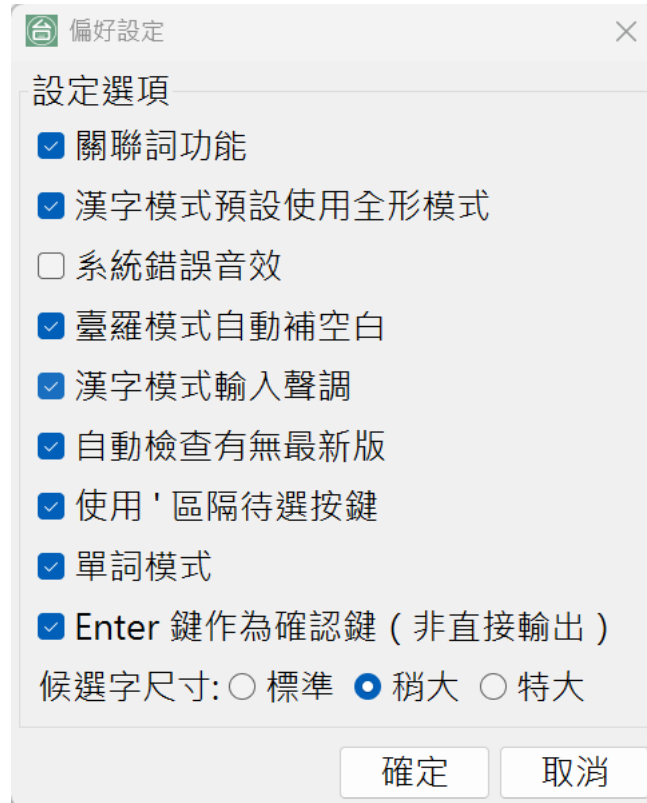 台 偏好設定
設定選項
關聯詞功能
漢字模式預設使用全形模式
系統錯誤音效
臺羅模式自動補空白
漢字模式輸入聲調
自動檢查有無最新版
使用 ' 區隔待選按鍵
單詞模式
Enter 鍵作為確認鍵 ( 非直接輸出 )
候選字尺寸: 標準 稍大 特大
確定 取消